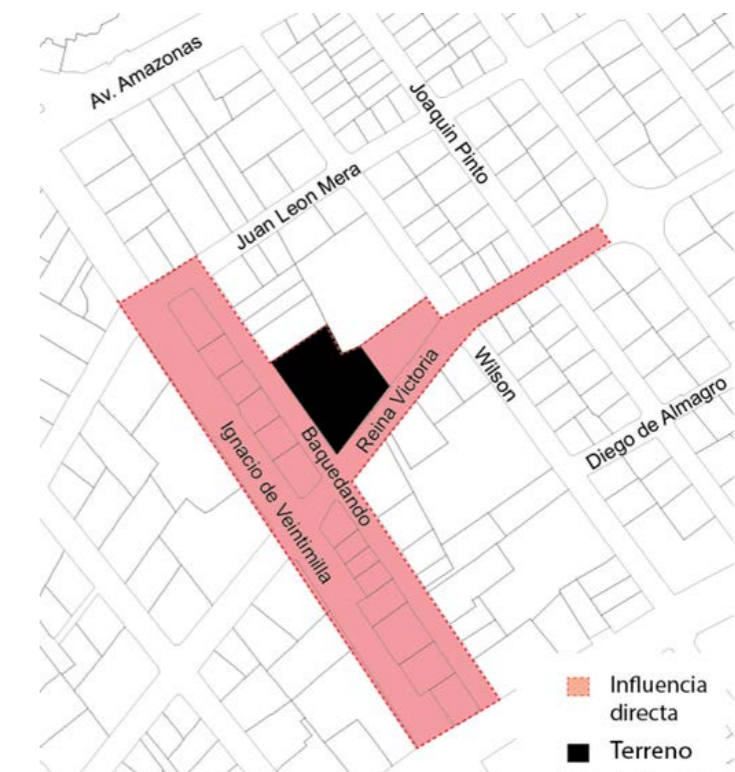 Av. Amazonas
Joaquin Pinto
Juan Leon Mera
Wilson
Reina Victoria
Diego de Almagro
Baquedando
Ignacio de Veintimilla
Influencia
directa
Terreno